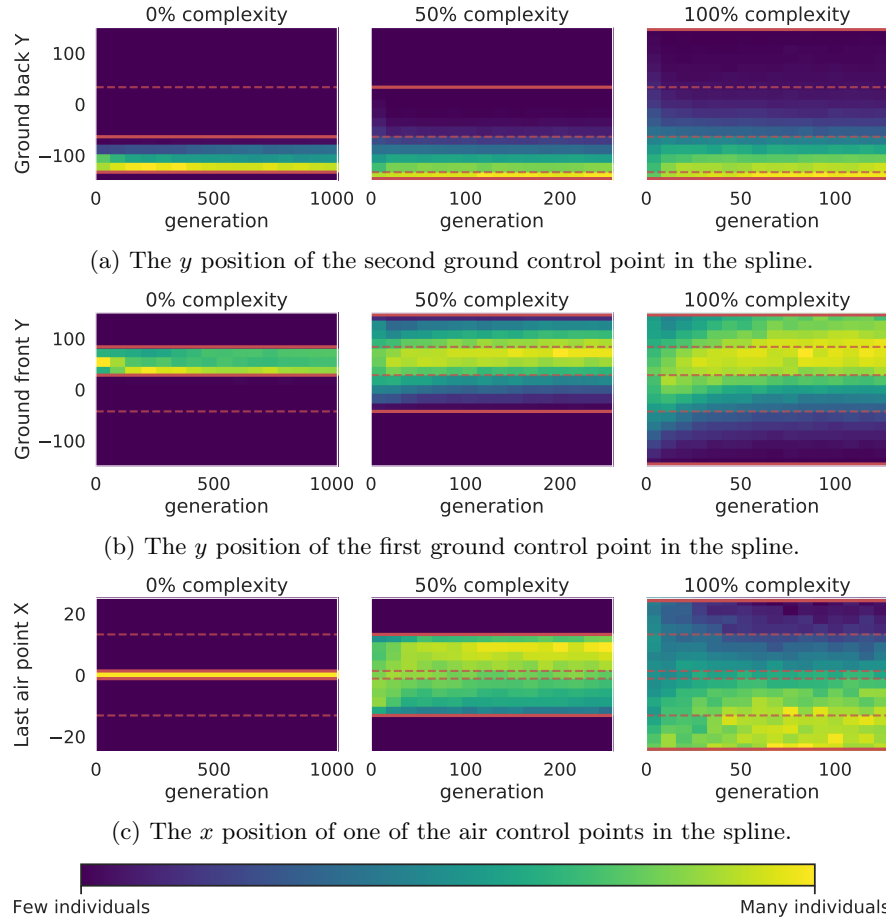 0% complexity 50% complexity 100% complexity
Ground back Y
100
0
−100
0 500 1000 0 100 200 0 50 100
generation generation generation
(a) The y position of the second ground control point in the spline.
0% complexity 50% complexity 100% complexity
Ground front Y
100
0
−100
0 500 1000 0 100 200 0 50 100
generation generation generation
(b) The y position of the first ground control point in the spline.
0% complexity 50% complexity 100% complexity
Last air point X
20
0
−20
0 500 1000 0 100 200 0 50 100
generation generation generation
(c) The x position of one of the air control points in the spline.
Few individuals Many individuals